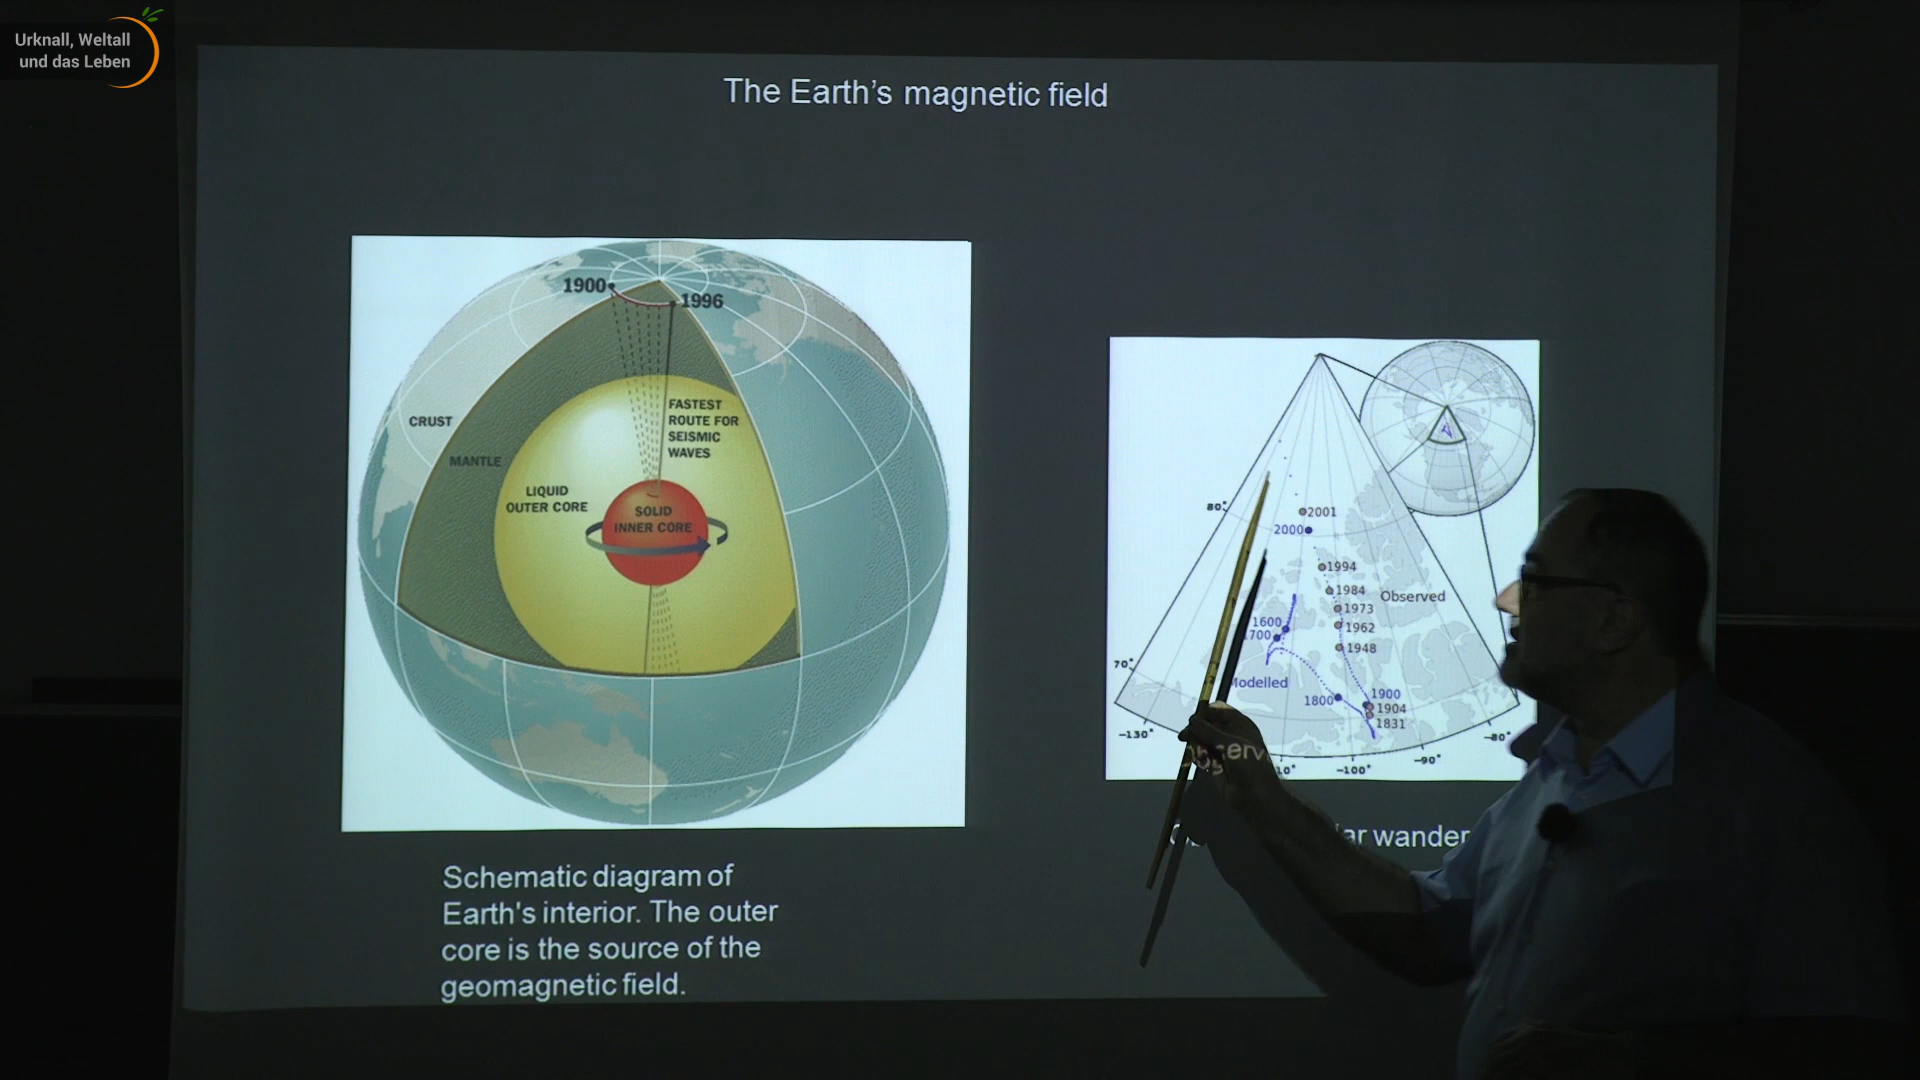 Urknall, Weltall
und das Leben
The Earth's magnetic field
1900
1996
CRUST
MANTLE
LIQUID
OUTER CORE
FASTEST
ROUTE FOR
SEISMIC
WAVES
SOLID
INNER CORE
80°
2001
2000
1994
1984
Observed
1973
1600
1962
1700
1948
70°
Modelled
1800
1900
1904
1831
-130°
-100°
-90°
-80°
wander
Schematic diagram of
Earth's interior. The outer
core is the source of the
geomagnetic field.